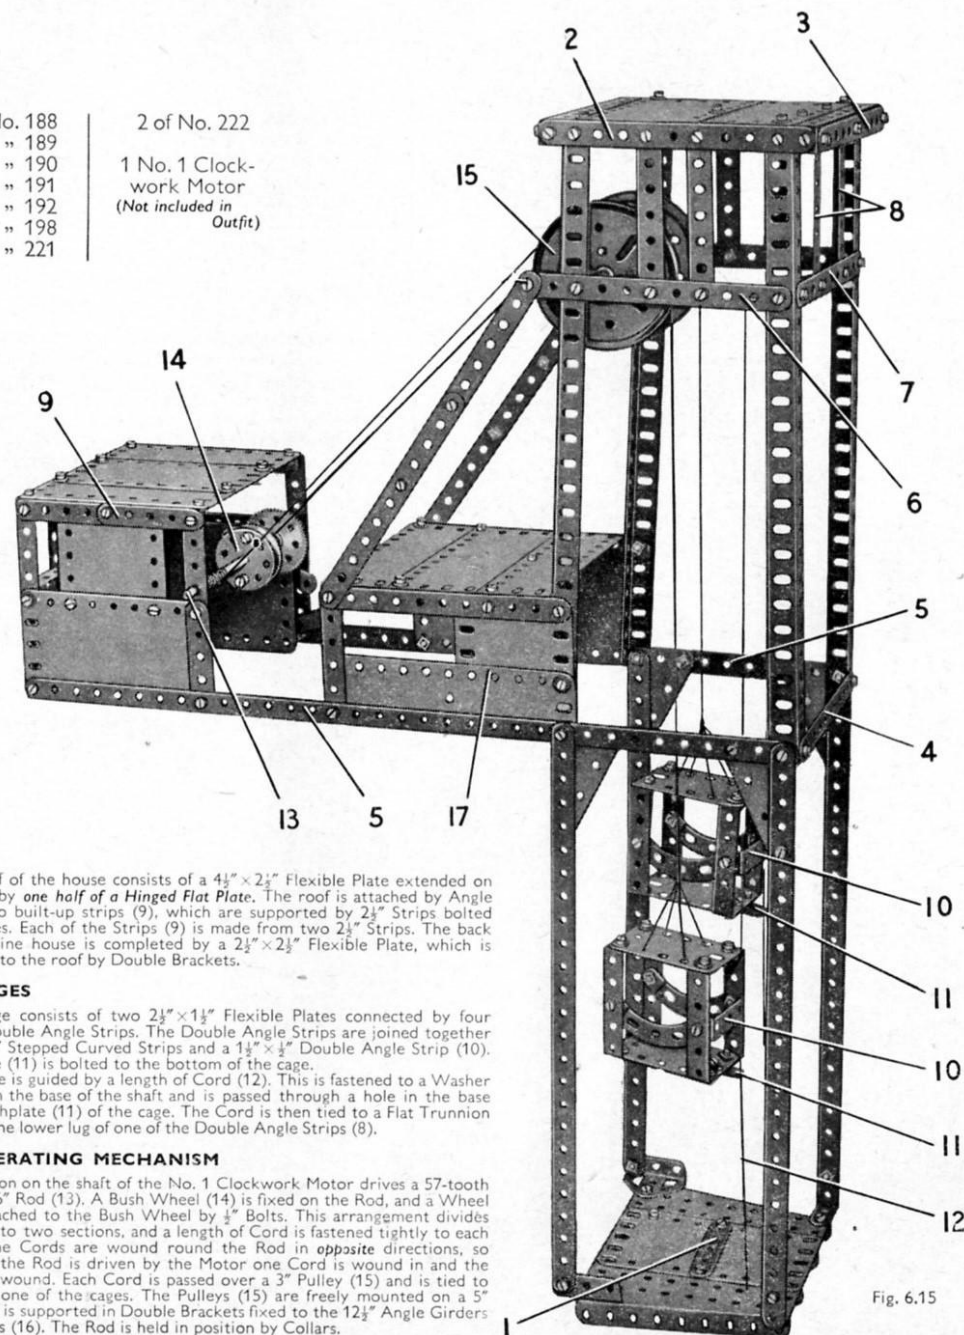 2
3
No. 188
" 189
" 190
" 191
" 192
" 198
" 221
2 of No. 222
1 No. 1 Clock-
work Motor
(Not included in
Outfit)
15
8
14
9
7
6
5
4
13
5
17
of the house consists of a 4½″ × 2½″ Flexible Plate extended on
by one half of a Hinged Flat Plate. The roof is attached by Angle
built-up strips (9), which are supported by 2½″ Strips bolted
Each of the Strips (9) is made from two 2½″ Strips. The back
house is completed by a 2½″ × 2½″ Flexible Plate, which is
to the roof by Double Brackets.
10
11
consists of two 2½″ × 1½″ Flexible Plates connected by four
Angle Strips. The Double Angle Strips are joined together
Stepped Curved Strips and a 1½″ × ½″ Double Angle Strip (10).
(11) is bolted to the bottom of the cage.
is guided by a length of Cord (12). This is fastened to a Washer
the base of the shaft and is passed through a hole in the base
(11) of the cage. The Cord is then tied to a Flat Trunnion
lower lug of one of the Double Angle Strips (8).
10
11
12
MECHANISM
on the shaft of the No. 1 Clockwork Motor drives a 57-tooth
Rod (13). A Bush Wheel (14) is fixed on the Rod, and a Wheel
to the Bush Wheel by ½″ Bolts. This arrangement divides
two sections, and a length of Cord is fastened tightly to each
Cords are wound round the Rod in opposite directions, so
the Rod is driven by the Motor one Cord is wound in and the
wound. Each Cord is passed over a 3″ Pulley (15) and is tied to
one of the cages. The Pulleys (15) are freely mounted on a 5″
is supported in Double Brackets fixed to the 12½″ Angle Girders
(16). The Rod is held in position by Collars.
1
Fig. 6.15